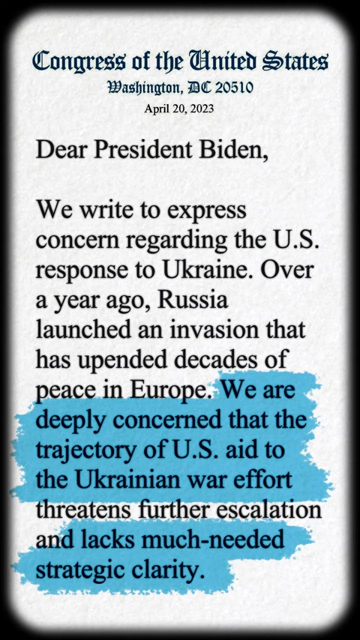 Congress of the United States
Washington, DC 20510
April 20, 2023
Dear President Biden,
We write to express
concern regarding the U.S.
response to Ukraine. Over
a year ago, Russia
launched an invasion that
has upended decades of
peace in Europe. We are
deeply concerned that the
trajectory of U.S. aid to
the Ukrainian war effort
threatens further escalation
and lacks much-needed
strategic clarity.